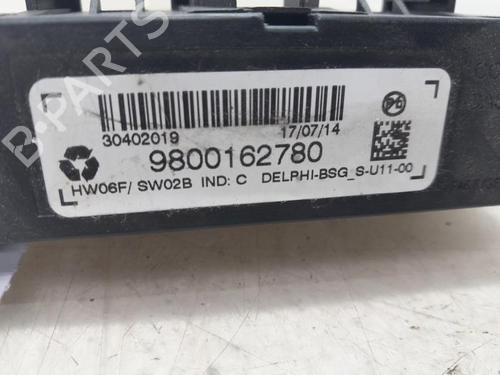 30402019
17/07/14
9800162780
HW06F/ SW02B IND: C DELPHI-BSG_S-U11-00
B-PARTS